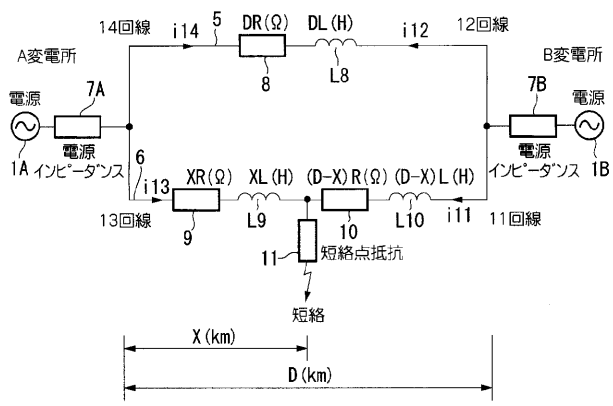 14回線
i14
5
DR(Ω)
DL(H)
i12
12回線
A変電所
8
L8
B変電所
電源
7A
7B
電源
1A
電源
インピーダンス
電源
インピーダンス
1B
6
i13
XR(Ω)
XL(H)
(D-X)R(Ω)
(D-X)L(H)
13回線
9
L9
10
L10
i11
11回線
11
短絡点抵抗
短絡
X(km)
D(km)